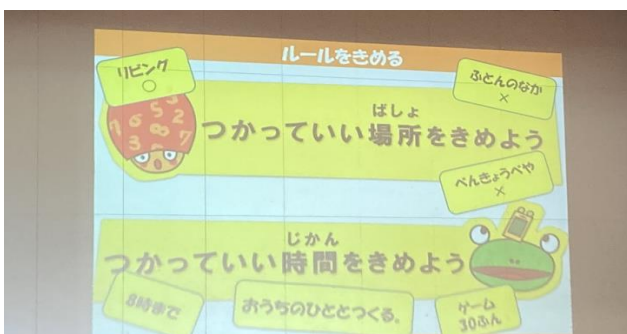 ルールをきめる
リビング
○
ふとんのなか
×
ばしょ
つかっていい場所をきめよう
べんきょうべや
×
じかん
つかっていい時間をきめよう
8時まで
おうちのひととつくる。
ゲーム
30ぷん